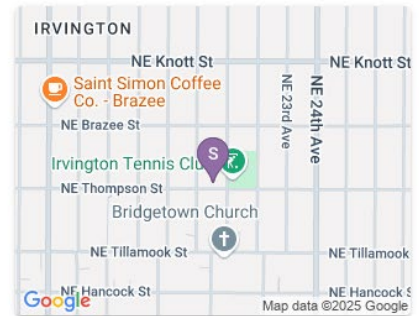 IRVINGTON
NE Knott St
NE Knott St
Saint Simon Coffee
Co. - Brazee
NE 23rd Ave
NE 24th Ave
NE Brazee St
S
Irvington Tennis Clu
NE Thompson St
Bridgetown Church
NE Tillamook St
NE Tillamook
NE Hancock St
NE Hancock S
Google
Map data ©2025 Google